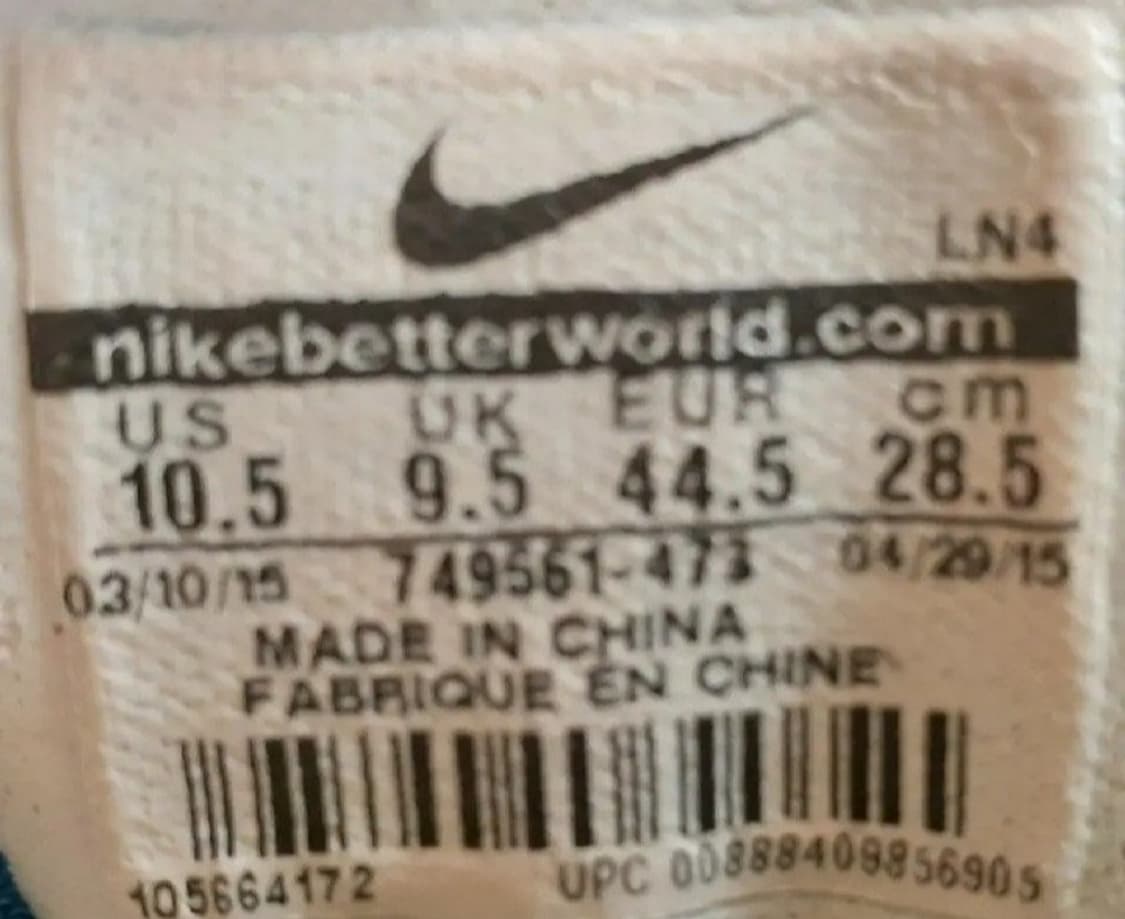 LN4
nikebetterworld.com
US UK EUR cm
10.5 9.5 44.5 28.5
03/10/15 749561-473 04/29/15
MADE IN CHINA
FABRIQUE EN CHINE
105664172 UPC 00888409856905